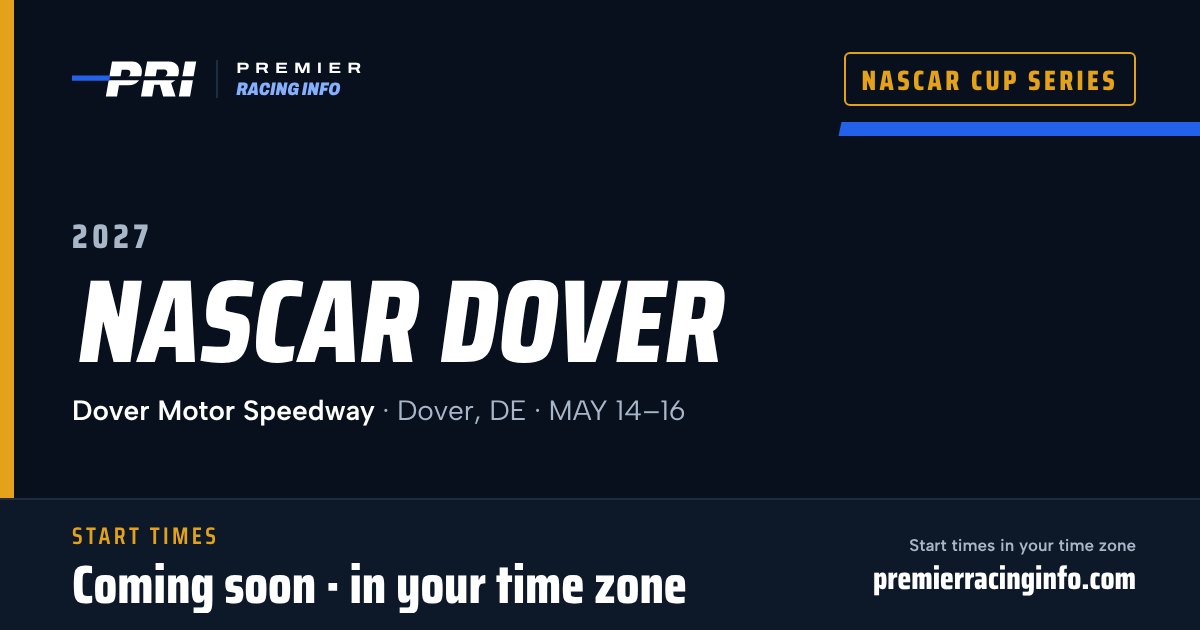 PRI
PREMIER
RACING INFO
NASCAR CUP SERIES
2027
NASCAR DOVER
Dover Motor Speedway · Dover, DE · MAY 14–16
START TIMES
Coming soon · in your time zone
Start times in your time zone
premierracinginfo.com